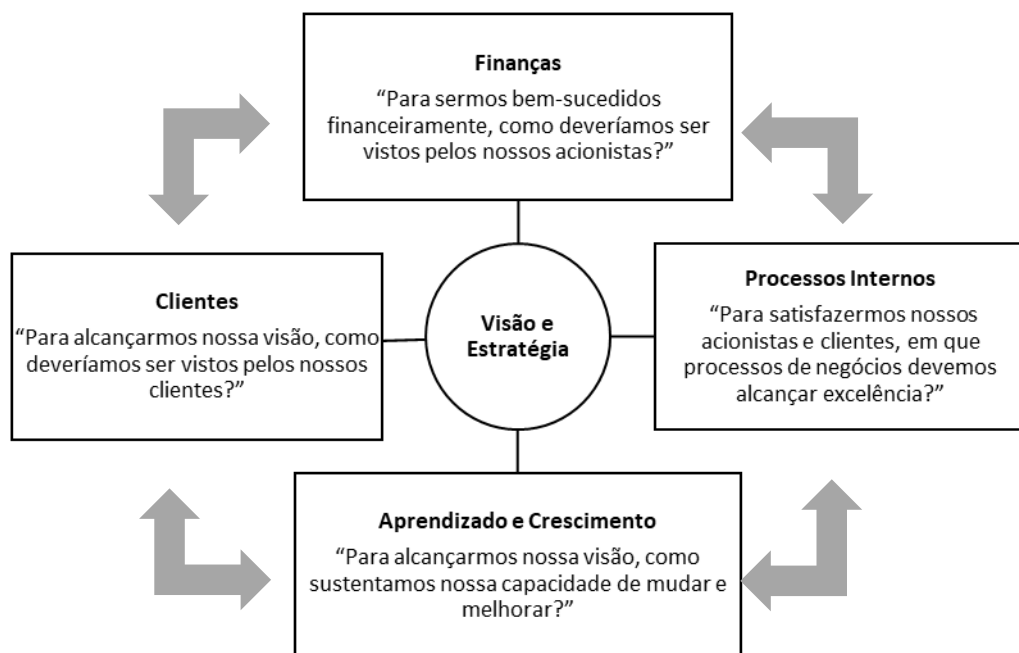 Finanças
“Para sermos bem-sucedidos
financeiramente, como deveríamos ser
vistos pelos nossos acionistas?”
Clientes
“Para alcançarmos nossa visão, como
deveríamos ser vistos pelos nossos
clientes?”
Visão e
Estratégia
Processos Internos
“Para satisfazermos nossos
acionistas e clientes, em que
processos de negócios devemos
alcançar excelência?”
Aprendizado e Crescimento
“Para alcançarmos nossa visão, como
sustentamos nossa capacidade de mudar e
melhorar?”